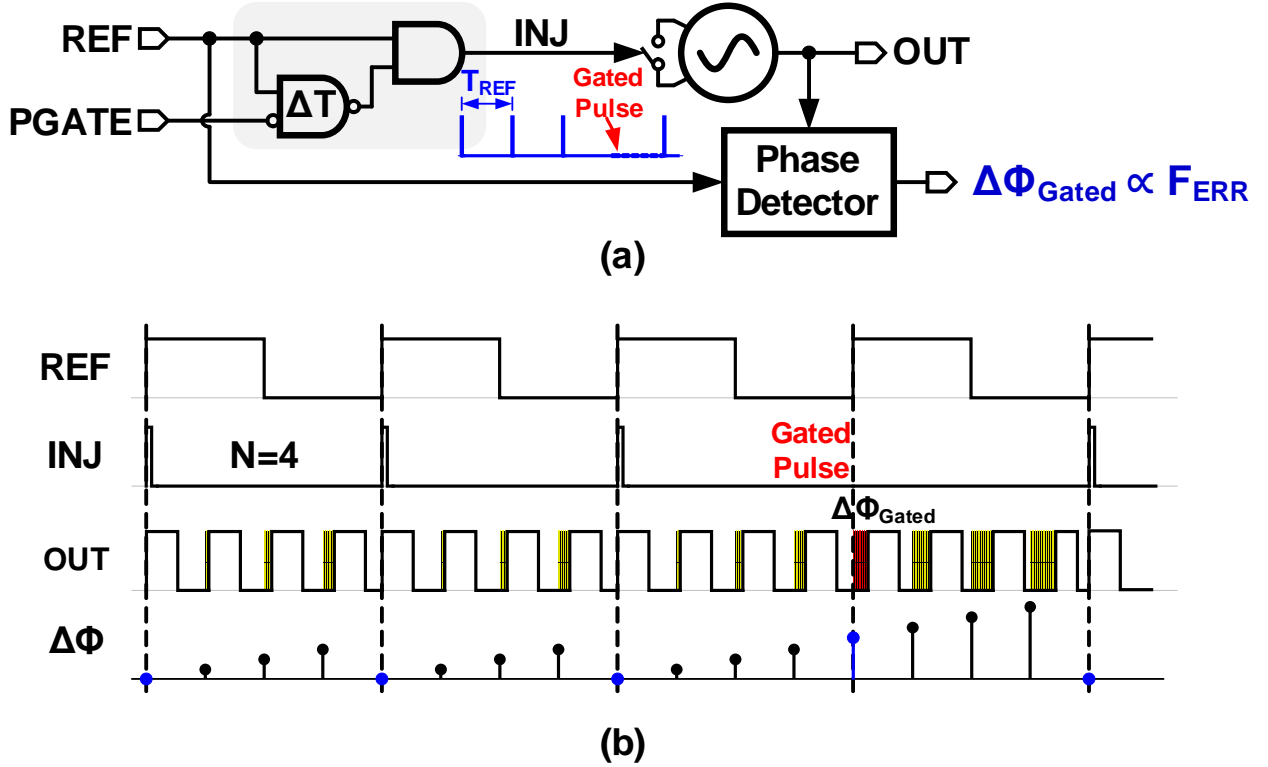 REF
INJ
OUT
ΔT
T_REF
Gated
Pulse
PGATE
Phase
Detector
ΔΦ_Gated ∝ F_ERR
(a)
REF
INJ
N=4
Gated
Pulse
ΔΦ_Gated
OUT
ΔΦ
(b)